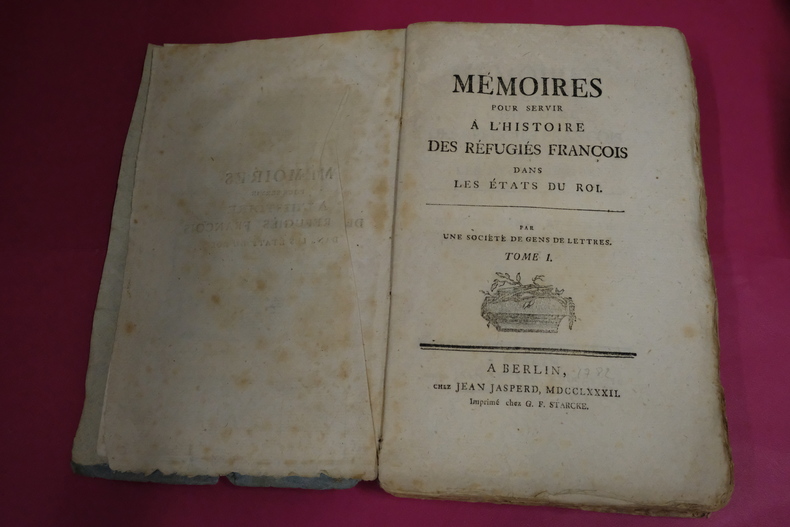 MÉMOIRES
POUR SERVIR
Á L'HISTOIRE
DES RÉFUGIÉS FRANÇOIS
DANS
LES ÉTATS DU ROI.
PAR
UNE SOCIÉTÉ DE GENS DE LETTRES.
TOME I.
A BERLIN,
1782
chez JEAN JASPERD, MDCCLXXXII.
Imprimé chez G. F. STARCKE.